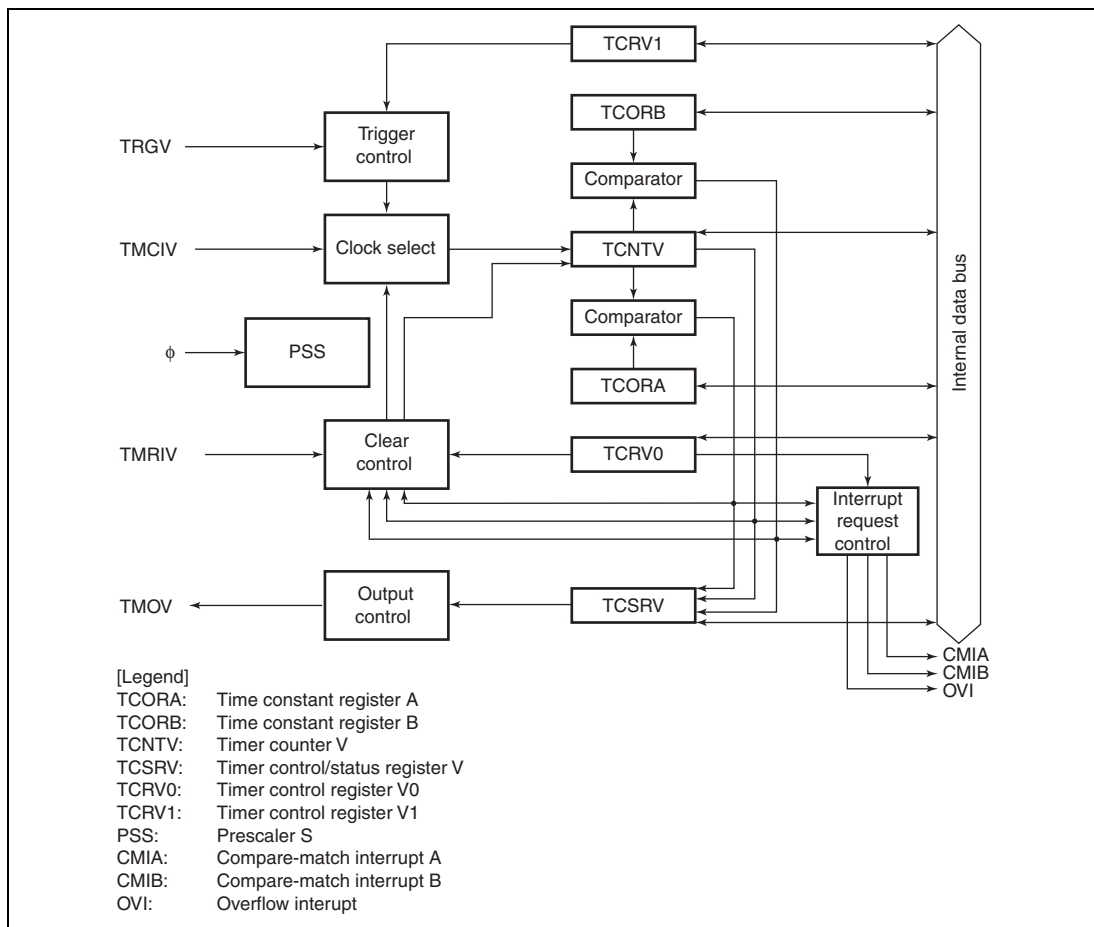 TCRV1
TCORB
TRGV
Trigger
control
Comparator
TMCIV
Clock select
TCNTV
Comparator
φ
PSS
TCORA
Internal data bus
TMRIV
Clear
control
TCRV0
Interrupt
request
control
TMOV
Output
control
TCSRV
CMIA
CMIB
OVI
[Legend]
TCORA: Time constant register A
TCORB: Time constant register B
TCNTV: Timer counter V
TCSRV: Timer control/status register V
TCRV0: Timer control register V0
TCRV1: Timer control register V1
PSS: Prescaler S
CMIA: Compare-match interrupt A
CMIB: Compare-match interrupt B
OVI: Overflow interupt